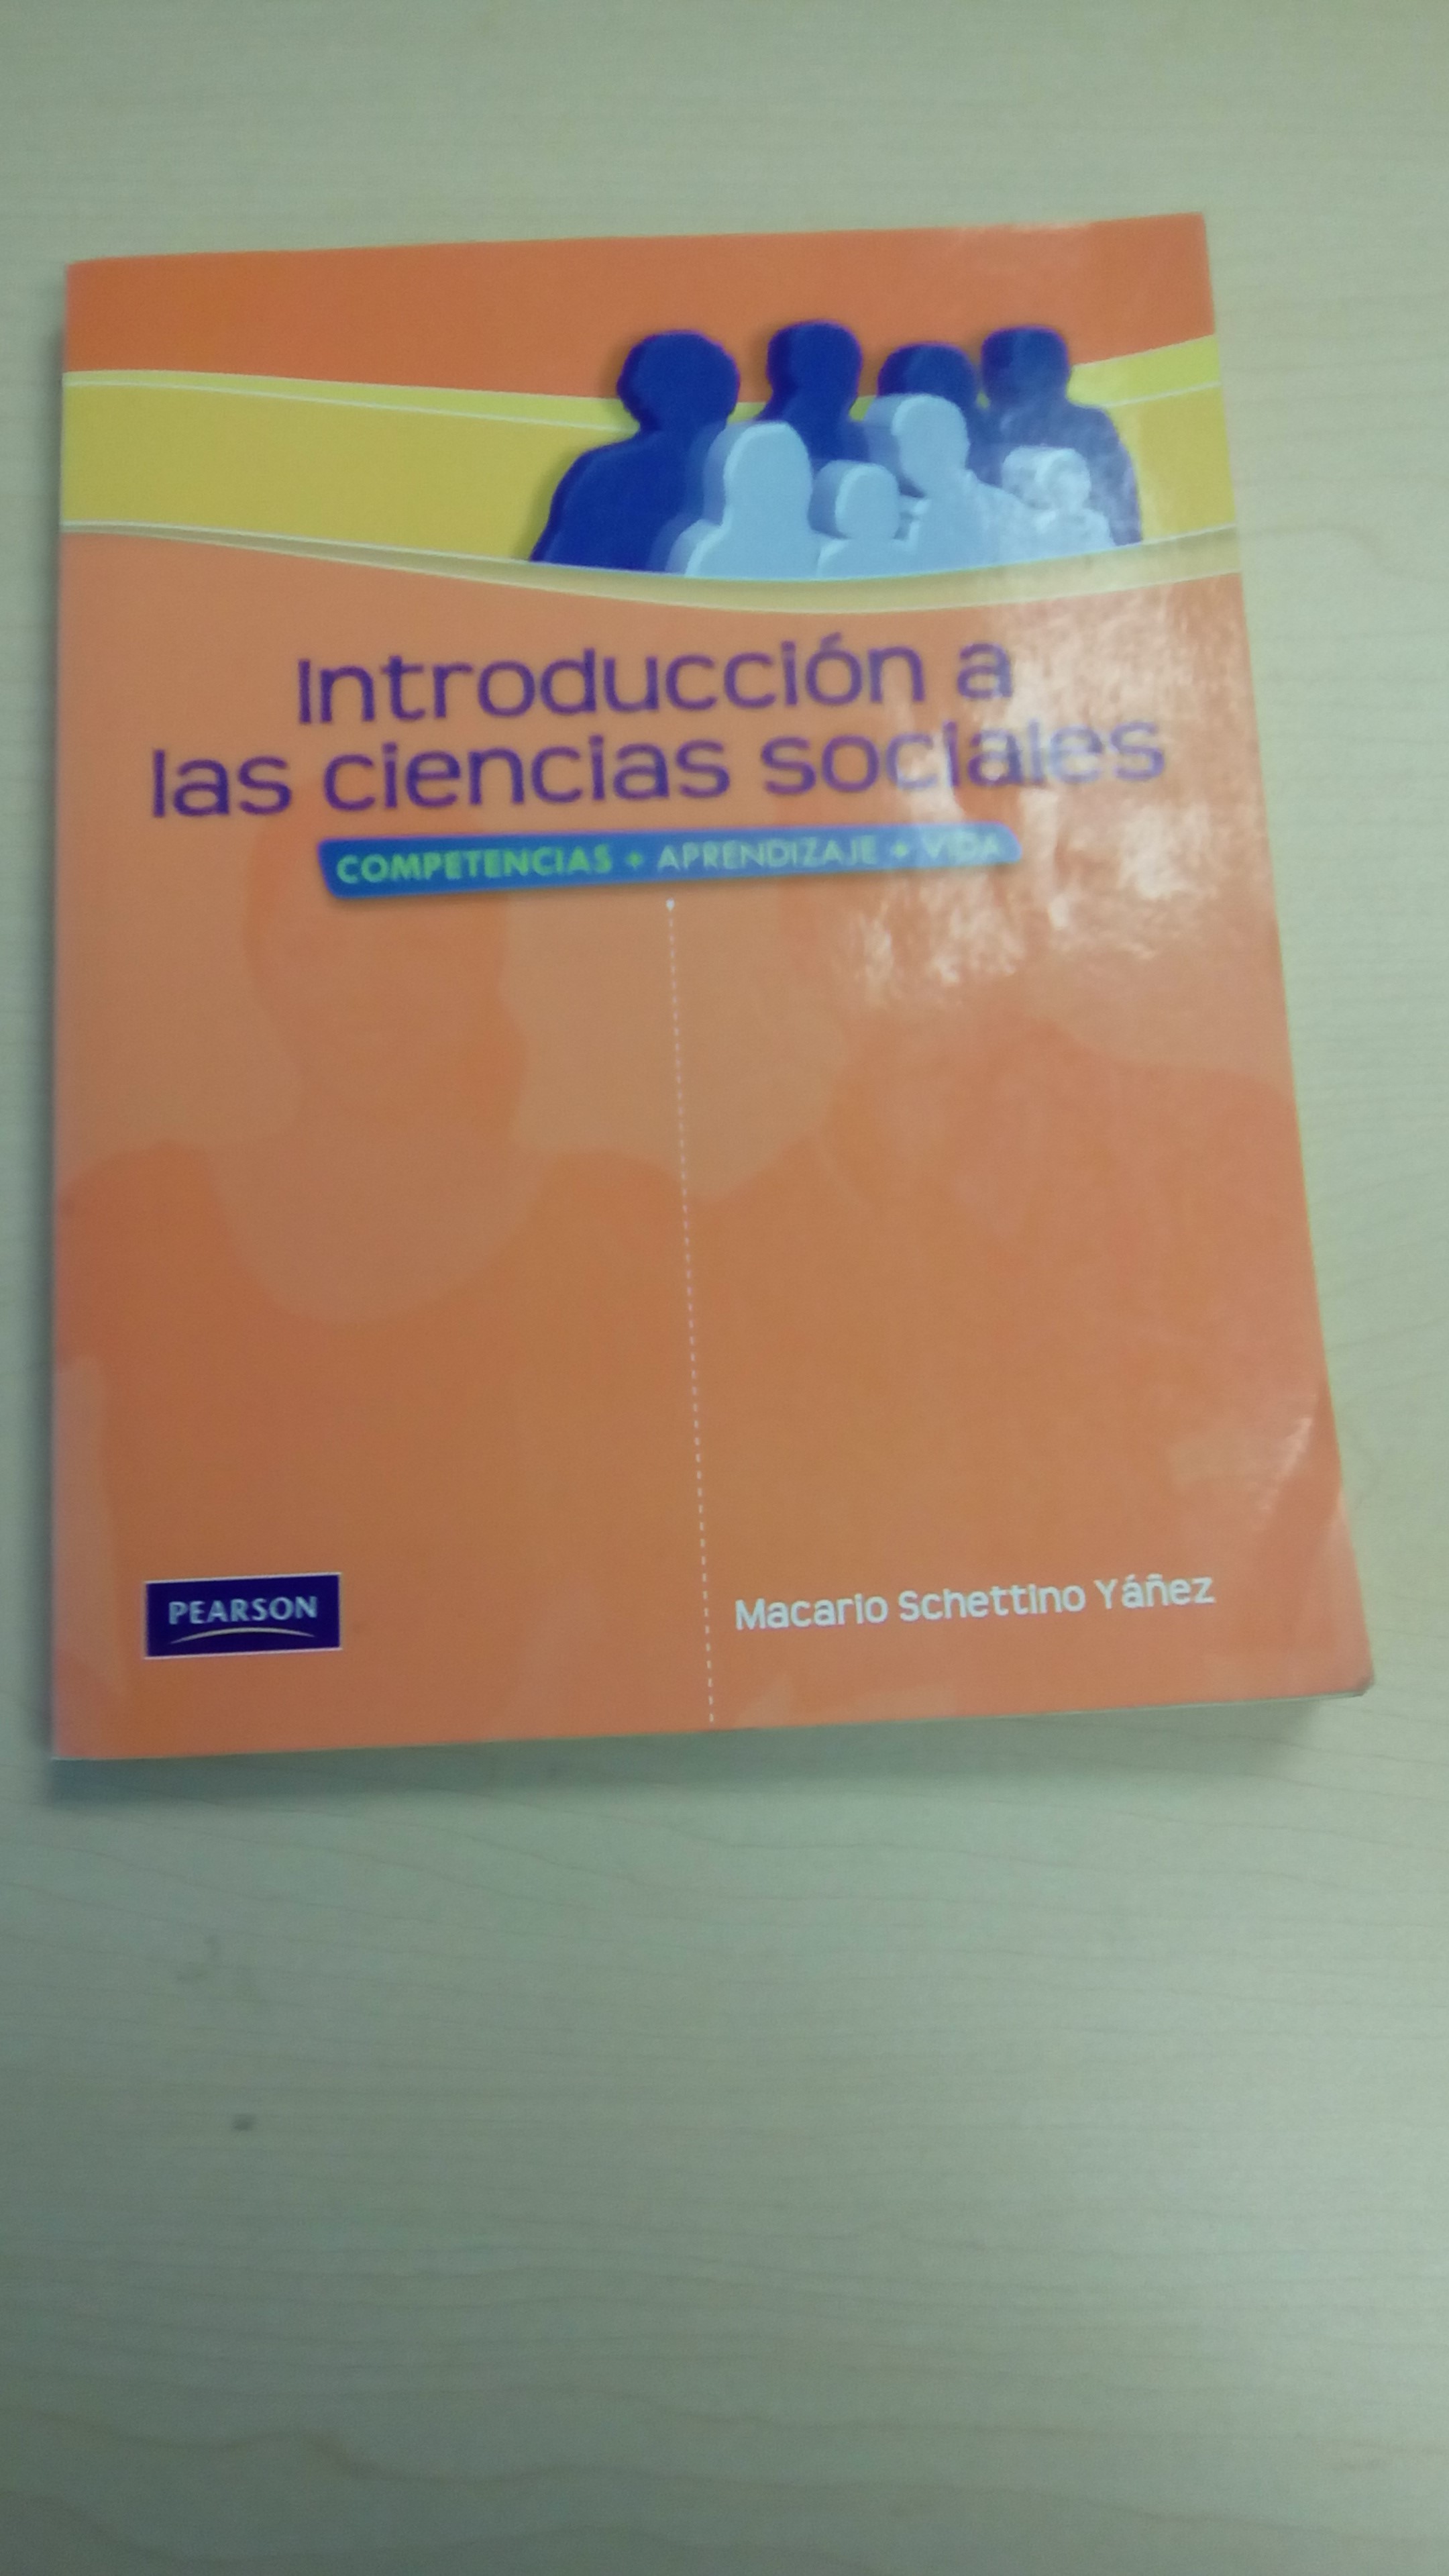 Introducción a
las ciencias sociales
COMPETENCIAS + APRENDIZAJE + VIDA
PEARSON
Macario Schettino Yáñez